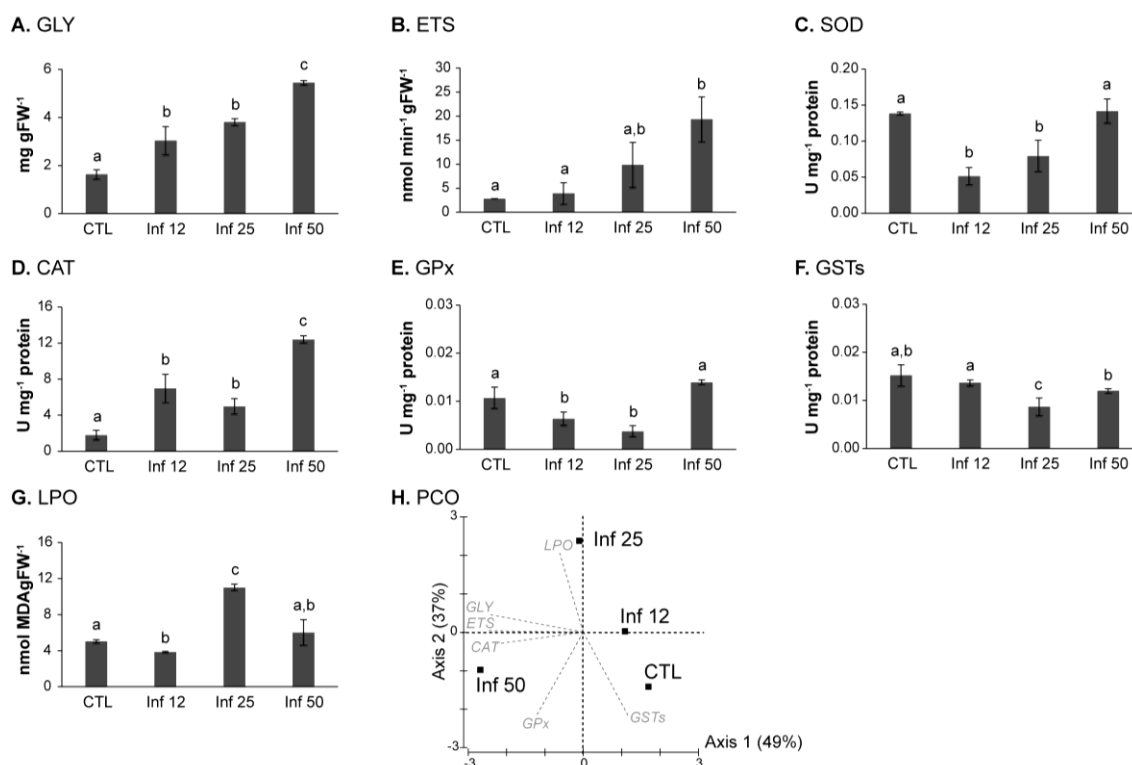 A. GLY
mg gFW-1
6
4
2
0
a
b
b
c
CTL
Inf 12
Inf 25
Inf 50
B. ETS
nmol min-1 gFW-1
30
25
20
15
10
5
0
a
a
a,b
b
CTL
Inf 12
Inf 25
Inf 50
C. SOD
U mg-1 protein
0.20
0.15
0.10
0.05
0.00
a
b
b
a
CTL
Inf 12
Inf 25
Inf 50
D. CAT
U mg-1 protein
16
12
8
4
0
a
b
b
c
CTL
Inf 12
Inf 25
Inf 50
E. GPx
U mg-1 protein
0.03
0.02
0.01
0.00
a
b
b
a
CTL
Inf 12
Inf 25
Inf 50
F. GSTs
U mg-1 protein
0.03
0.02
0.01
0.00
a,b
a
c
b
CTL
Inf 12
Inf 25
Inf 50
G. LPO
nmol MDAgFW-1
16
12
8
4
0
a
b
c
a,b
CTL
Inf 12
Inf 25
Inf 50
H. PCO
Axis 2 (37%)
3
0
-3
Inf 25
LPO
GLY
ETS
CAT
Inf 12
Inf 50
CTL
GPx
GSTs
Axis 1 (49%)
-3
0
3